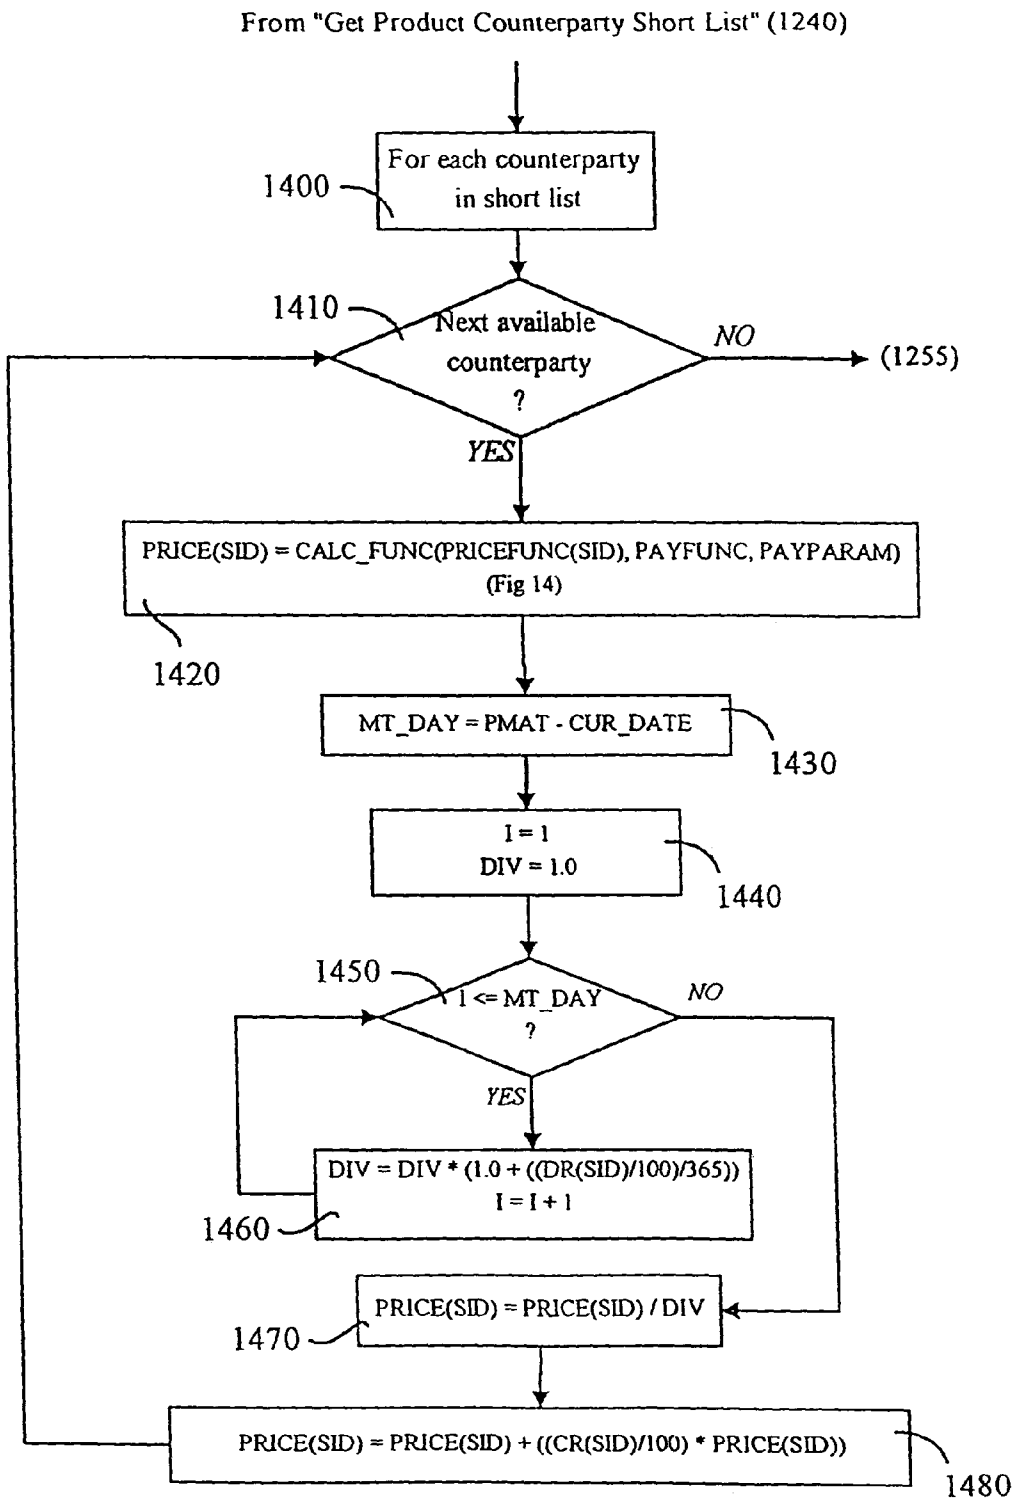 From "Get Product Counterparty Short List" (1240)
For each counterparty
in short list
1400
1410
Next available
counterparty
?
NO
(1255)
YES
PRICE(SID) = CALC_FUNC(PRICEFUNC(SID), PAYFUNC, PAYPARAM)
(Fig 14)
1420
MT_DAY = PMAT - CUR_DATE
1430
I = 1
DIV = 1.0
1440
1450
I <= MT_DAY
?
NO
YES
DIV = DIV * (1.0 + ((DR(SID)/100)/365))
I = I + 1
1460
PRICE(SID) = PRICE(SID) / DIV
1470
PRICE(SID) = PRICE(SID) + ((CR(SID)/100) * PRICE(SID))
1480